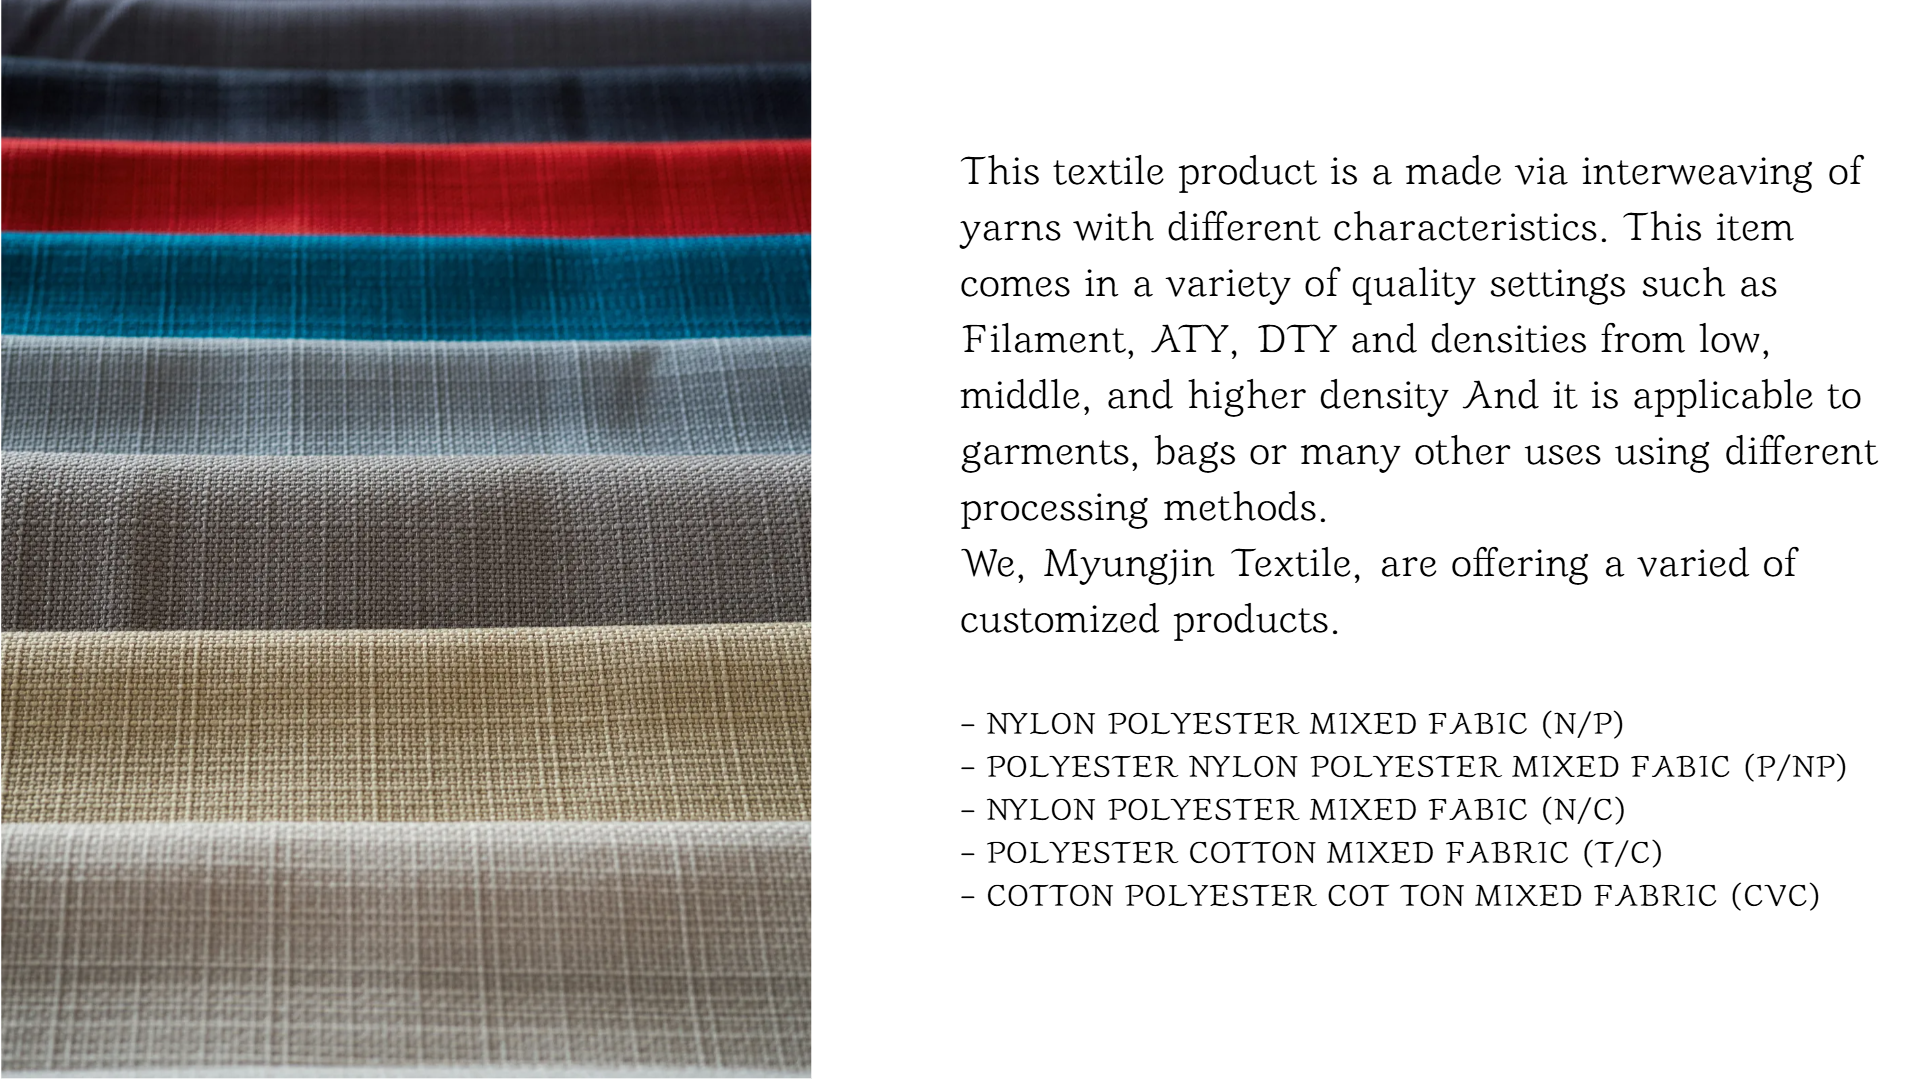 This textile product is a made via interweaving of
yarns with different characteristics. This item
comes in a variety of quality settings such as
Filament, ATY, DTY and densities from low,
middle, and higher density And it is applicable to
garments, bags or many other uses using different
processing methods.
We, Myungjin Textile, are offering a varied of
customized products.
- NYLON POLYESTER MIXED FABIC (N/P)
- POLYESTER NYLON POLYESTER MIXED FABIC (P/NP)
- NYLON POLYESTER MIXED FABIC (N/C)
- POLYESTER COTTON MIXED FABRIC (T/C)
- COTTON POLYESTER COT TON MIXED FABRIC (CVC)